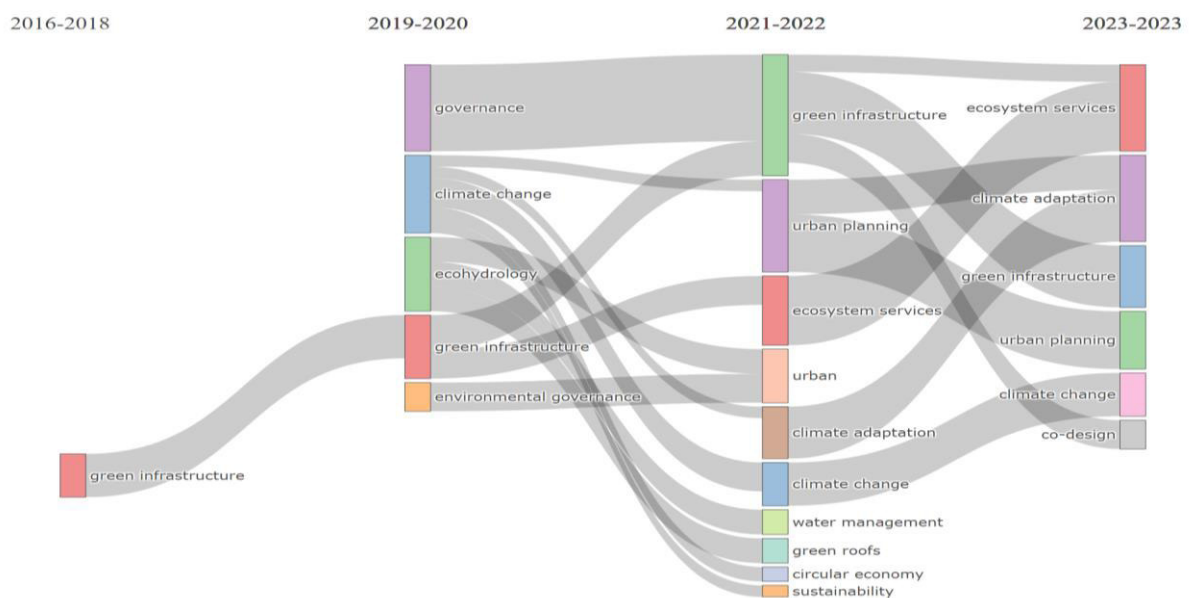 2016-2018
2019-2020
2021-2022
2023-2023
green infrastructure
governance
climate change
ecohydrology
green infrastructure
environmental governance
green infrastructure
urban planning
ecosystem services
urban
climate adaptation
climate change
water management
green roofs
circular economy
sustainability
ecosystem services
climate adaptation
green infrastructure
urban planning
climate change
co-design